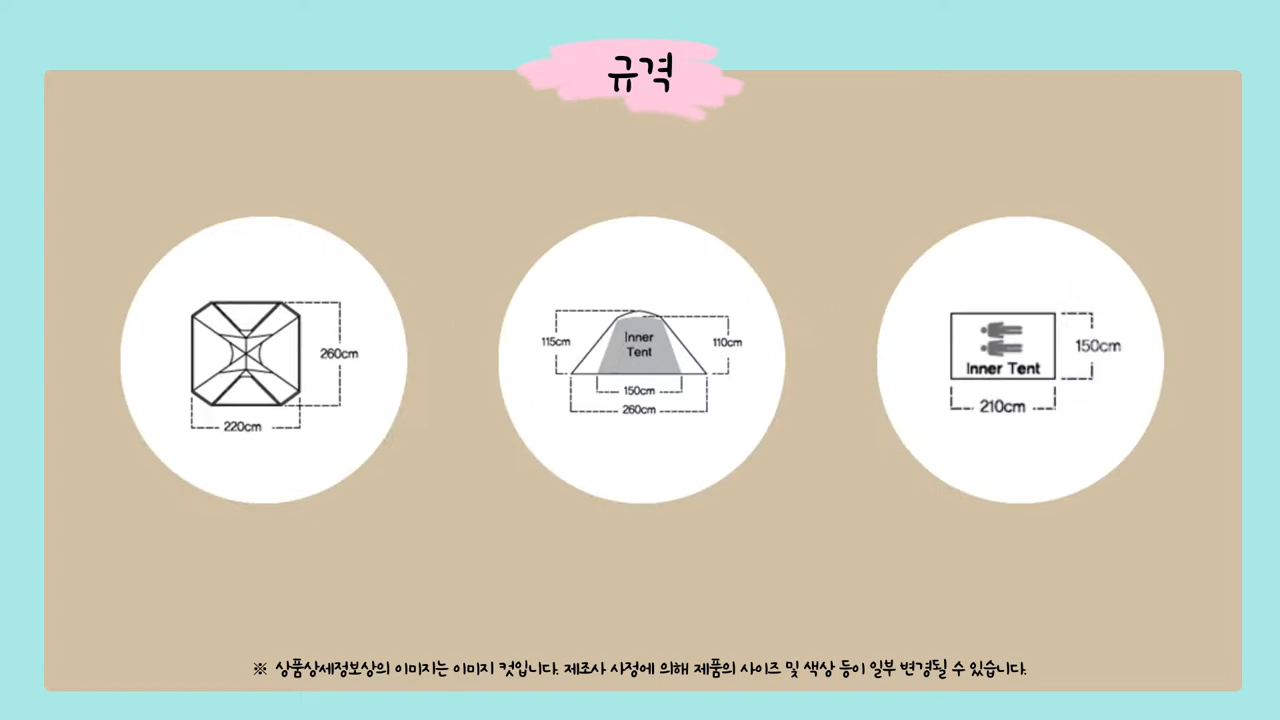 규격
260cm
220cm
115cm
Inner
Tent
110cm
150cm
260cm
150cm
Inner Tent
210cm
※ 상품상세정보상의 이미지는 이미지 컷입니다. 제조사 사정에 의해 제품의 사이즈 및 색상 등이 일부 변경될 수 있습니다.